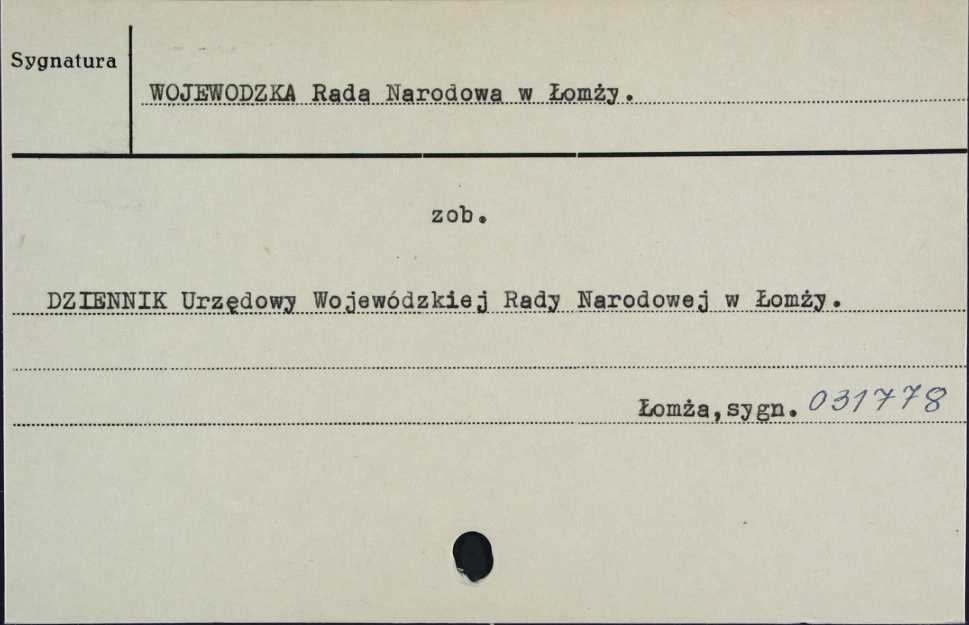 Sygnatura
WOJEWODZKA Rada Narodowa w Łomży.
zob.
DZIENNIK Urzędowy Wojewódzkiej Rady Narodowej w Łomży.
Łomża,sygn. 031778